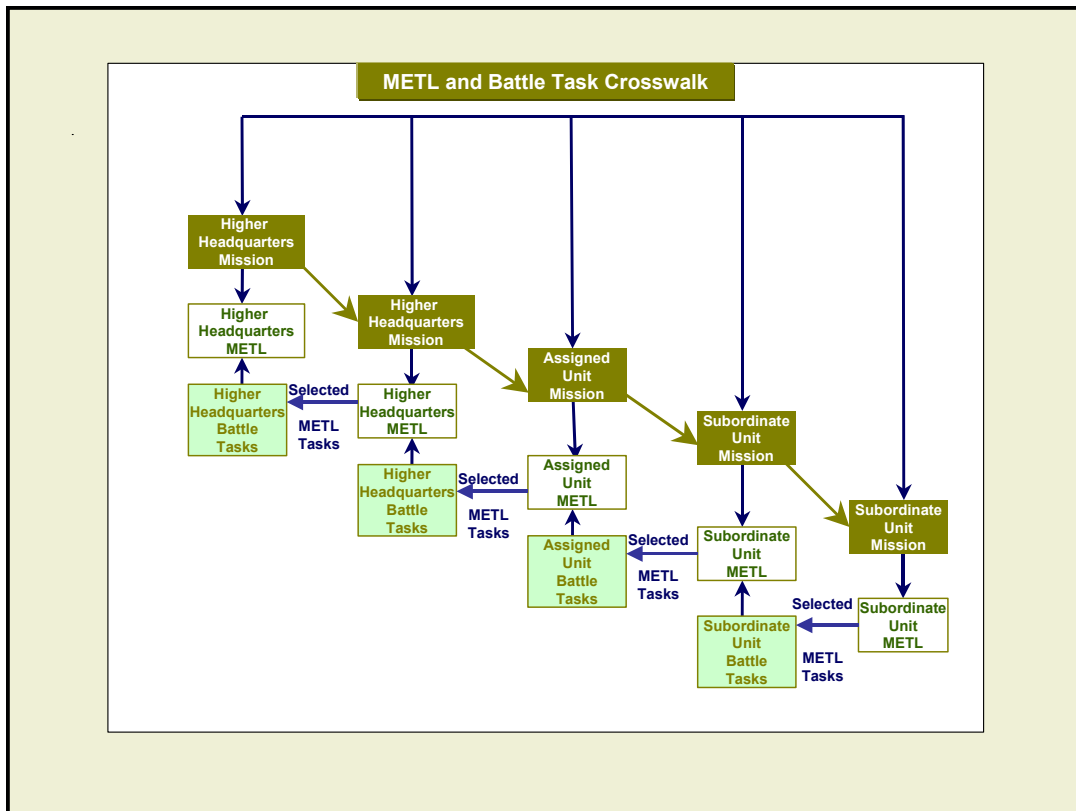 METL and Battle Task Crosswalk
Higher
Headquarters
Mission
Higher
Headquarters
METL
Higher
Headquarters
Battle
Tasks
Selected
METL
Tasks
Higher
Headquarters
Mission
Higher
Headquarters
METL
Higher
Headquarters
Battle
Tasks
Selected
METL
Tasks
Assigned
Unit
Mission
Assigned
Unit
METL
Assigned
Unit
Battle
Tasks
Selected
METL
Tasks
Subordinate
Unit
Mission
Subordinate
Unit
METL
Subordinate
Unit
Battle
Tasks
Selected
METL
Tasks
Subordinate
Unit
Mission
Subordinate
Unit
METL